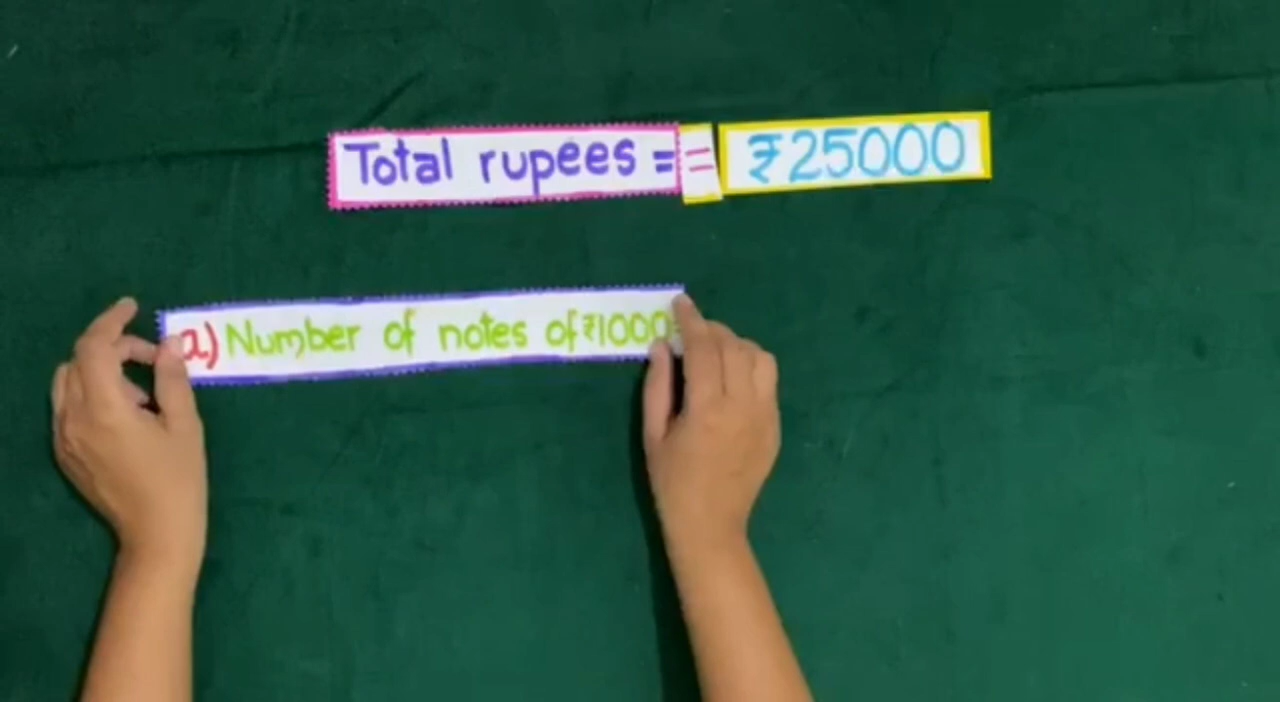 Total rupees = = ₹25000
a) Number of notes of ₹1000